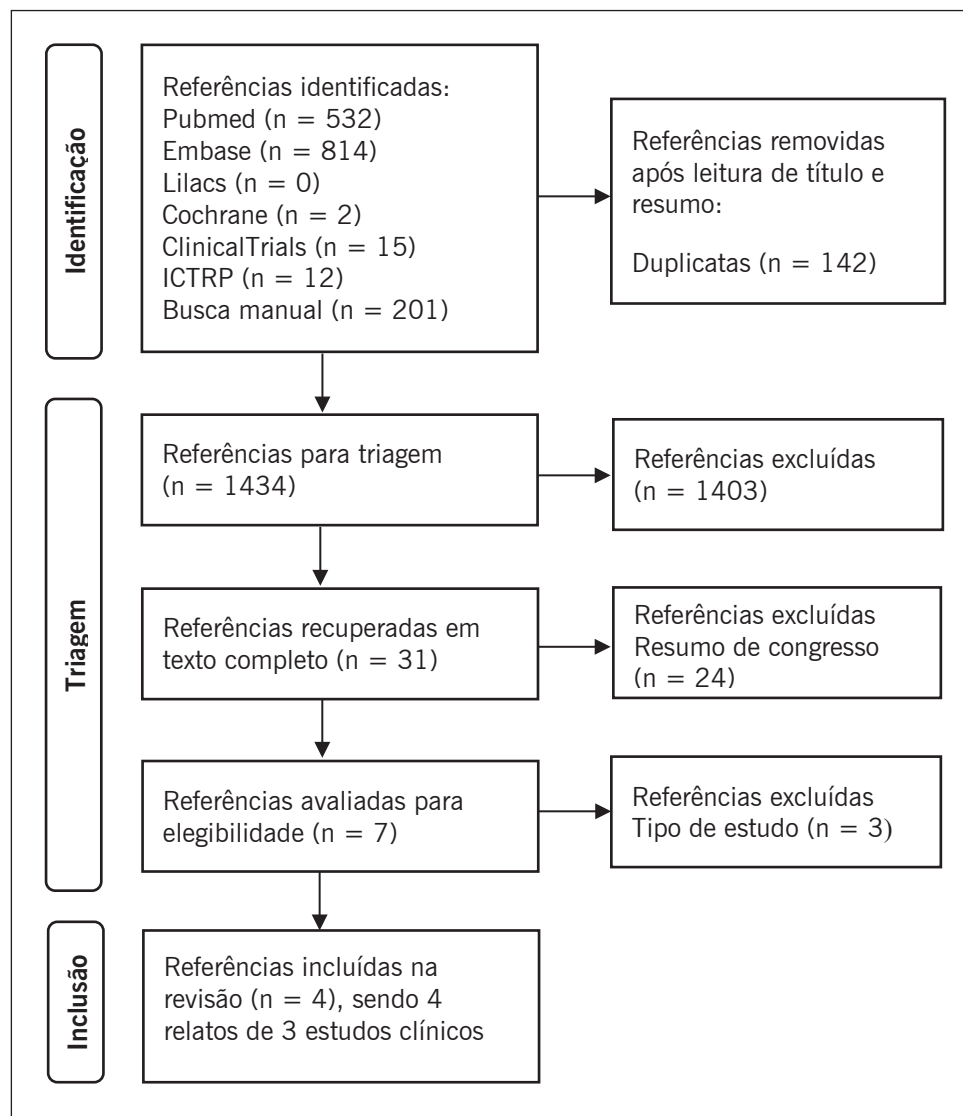 Identificação
Referências identificadas:
Pubmed (n = 532)
Embase (n = 814)
Lilacs (n = 0)
Cochrane (n = 2)
ClinicalTrials (n = 15)
ICTRP (n = 12)
Busca manual (n = 201)
Referências removidas
após leitura de título e
resumo:
Duplicatas (n = 142)
Triagem
Referências para triagem
(n = 1434)
Referências excluídas
(n = 1403)
Referências recuperadas em
texto completo (n = 31)
Referências excluídas
Resumo de congresso
(n = 24)
Referências avaliadas para
elegibilidade (n = 7)
Referências excluídas
Tipo de estudo (n = 3)
Inclusão
Referências incluídas na
revisão (n = 4), sendo 4
relatos de 3 estudos clínicos